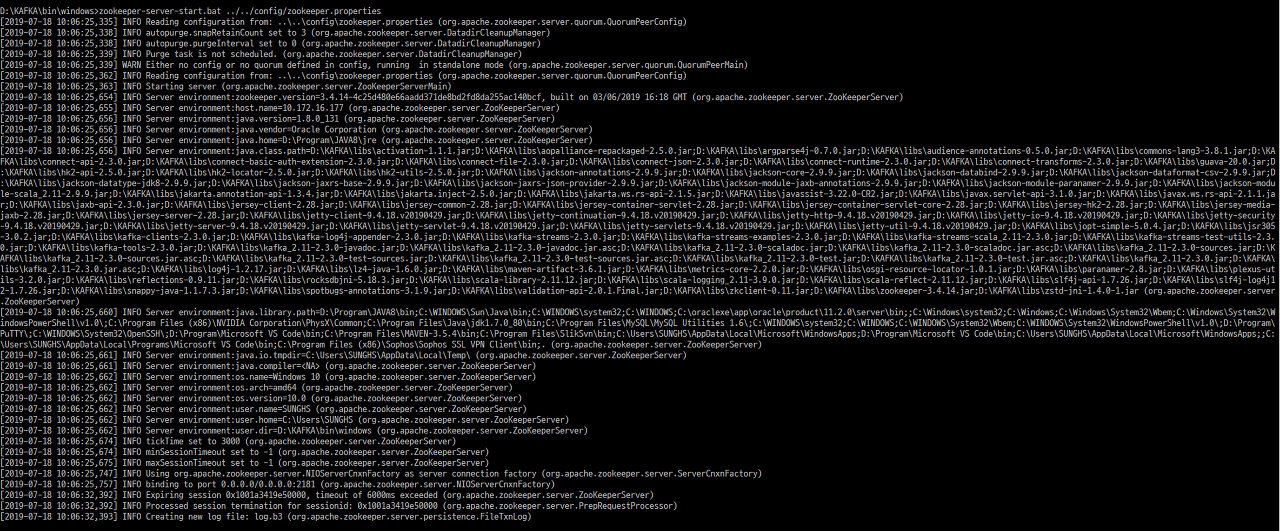 D:\KAFKA\bin\windows>zookeeper-server-start.bat ../../config/zookeeper.properties
[2019-07-18 10:06:25,335] INFO Reading configuration from: ..\..\config\zookeeper.properties (org.apache.zookeeper.server.quorum.QuorumPeerConfig)
[2019-07-18 10:06:25,338] INFO autopurge.snapRetainCount set to 3 (org.apache.zookeeper.server.DatadirCleanupManager)
[2019-07-18 10:06:25,338] INFO autopurge.purgeInterval set to 0 (org.apache.zookeeper.server.DatadirCleanupManager)
[2019-07-18 10:06:25,339] INFO Purge task is not scheduled. (org.apache.zookeeper.server.DatadirCleanupManager)
[2019-07-18 10:06:25,339] WARN Either no config or no quorum defined in config, running  in standalone mode (org.apache.zookeeper.server.quorum.QuorumPeerMain)
[2019-07-18 10:06:25,362] INFO Reading configuration from: ..\..\config\zookeeper.properties (org.apache.zookeeper.server.quorum.QuorumPeerConfig)
[2019-07-18 10:06:25,363] INFO Starting server (org.apache.zookeeper.server.ZooKeeperServerMain)
[2019-07-18 10:06:25,654] INFO Server environment:zookeeper.version=3.4.14-4c25d480e66aadd371de8bd2fd8da255ac140bcf, built on 03/06/2019 16:18 GMT (org.apache.zookeeper.server.ZooKeeperServer)
[2019-07-18 10:06:25,655] INFO Server environment:host.name=10.172.16.177 (org.apache.zookeeper.server.ZooKeeperServer)
[2019-07-18 10:06:25,656] INFO Server environment:java.version=1.8.0_131 (org.apache.zookeeper.server.ZooKeeperServer)
[2019-07-18 10:06:25,656] INFO Server environment:java.vendor=Oracle Corporation (org.apache.zookeeper.server.ZooKeeperServer)
[2019-07-18 10:06:25,656] INFO Server environment:java.home=D:\Program\JAVA8\jre (org.apache.zookeeper.server.ZooKeeperServer)
[2019-07-18 10:06:25,656] INFO Server environment:java.class.path=D:\KAFKA\libs\activation-1.1.1.jar;D:\KAFKA\libs\aopalliance-repackaged-2.5.0.jar;D:\KAFKA\libs\argparse4j-0.7.0.jar;D:\KAFKA\libs\audience-annotations-0.5.0.jar;D:\KAFKA\libs\commons-lang3-3.8.1.jar;D:\KA
FKA\libs\connect-api-2.3.0.jar;D:\KAFKA\libs\connect-basic-auth-extension-2.3.0.jar;D:\KAFKA\libs\connect-file-2.3.0.jar;D:\KAFKA\libs\connect-json-2.3.0.jar;D:\KAFKA\libs\connect-runtime-2.3.0.jar;D:\KAFKA\libs\connect-transforms-2.3.0.jar;D:\KAFKA\libs\guava-20.0.jar;D
:\KAFKA\libs\hk2-api-2.5.0.jar;D:\KAFKA\libs\hk2-locator-2.5.0.jar;D:\KAFKA\libs\hk2-utils-2.5.0.jar;D:\KAFKA\libs\jackson-annotations-2.9.9.jar;D:\KAFKA\libs\jackson-core-2.9.9.jar;D:\KAFKA\libs\jackson-databind-2.9.9.jar;D:\KAFKA\libs\jackson-dataformat-csv-2.9.9.jar;D
:\KAFKA\libs\jackson-datatype-jdk8-2.9.9.jar;D:\KAFKA\libs\jackson-jaxrs-base-2.9.9.jar;D:\KAFKA\libs\jackson-jaxrs-json-provider-2.9.9.jar;D:\KAFKA\libs\jackson-module-jaxb-annotations-2.9.9.jar;D:\KAFKA\libs\jackson-module-paranamer-2.9.9.jar;D:\KAFKA\libs\jackson-modu
le-scala_2.11-2.9.9.jar;D:\KAFKA\libs\jakarta.annotation-api-1.3.4.jar;D:\KAFKA\libs\jakarta.inject-2.5.0.jar;D:\KAFKA\libs\jakarta.ws.rs-api-2.1.5.jar;D:\KAFKA\libs\javassist-3.22.0-CR2.jar;D:\KAFKA\libs\javax.servlet-api-3.1.0.jar;D:\KAFKA\libs\javax.ws.rs-api-2.1.1.ja
r;D:\KAFKA\libs\jaxb-api-2.3.0.jar;D:\KAFKA\libs\jersey-client-2.28.jar;D:\KAFKA\libs\jersey-common-2.28.jar;D:\KAFKA\libs\jersey-container-servlet-2.28.jar;D:\KAFKA\libs\jersey-container-servlet-core-2.28.jar;D:\KAFKA\libs\jersey-hk2-2.28.jar;D:\KAFKA\libs\jersey-media-
jaxb-2.28.jar;D:\KAFKA\libs\jersey-server-2.28.jar;D:\KAFKA\libs\jetty-client-9.4.18.v20190429.jar;D:\KAFKA\libs\jetty-continuation-9.4.18.v20190429.jar;D:\KAFKA\libs\jetty-http-9.4.18.v20190429.jar;D:\KAFKA\libs\jetty-io-9.4.18.v20190429.jar;D:\KAFKA\libs\jetty-security
-9.4.18.v20190429.jar;D:\KAFKA\libs\jetty-server-9.4.18.v20190429.jar;D:\KAFKA\libs\jetty-servlet-9.4.18.v20190429.jar;D:\KAFKA\libs\jetty-servlets-9.4.18.v20190429.jar;D:\KAFKA\libs\jetty-util-9.4.18.v20190429.jar;D:\KAFKA\libs\jopt-simple-5.0.4.jar;D:\KAFKA\libs\jsr305
-3.0.2.jar;D:\KAFKA\libs\kafka-clients-2.3.0.jar;D:\KAFKA\libs\kafka-log4j-appender-2.3.0.jar;D:\KAFKA\libs\kafka-streams-2.3.0.jar;D:\KAFKA\libs\kafka-streams-examples-2.3.0.jar;D:\KAFKA\libs\kafka-streams-scala_2.11-2.3.0.jar;D:\KAFKA\libs\kafka-streams-test-utils-2.3.
0.jar;D:\KAFKA\libs\kafka-tools-2.3.0.jar;D:\KAFKA\libs\kafka_2.11-2.3.0-javadoc.jar;D:\KAFKA\libs\kafka_2.11-2.3.0-javadoc.jar.asc;D:\KAFKA\libs\kafka_2.11-2.3.0-scaladoc.jar;D:\KAFKA\libs\kafka_2.11-2.3.0-scaladoc.jar.asc;D:\KAFKA\libs\kafka_2.11-2.3.0-sources.jar;D:\K
AFKA\libs\kafka_2.11-2.3.0-sources.jar.asc;D:\KAFKA\libs\kafka_2.11-2.3.0-test-sources.jar;D:\KAFKA\libs\kafka_2.11-2.3.0-test-sources.jar.asc;D:\KAFKA\libs\kafka_2.11-2.3.0-test.jar;D:\KAFKA\libs\kafka_2.11-2.3.0-test.jar.asc;D:\KAFKA\libs\kafka_2.11-2.3.0.jar;D:\KAFKA\
libs\kafka_2.11-2.3.0.jar.asc;D:\KAFKA\libs\log4j-1.2.17.jar;D:\KAFKA\libs\lz4-java-1.6.0.jar;D:\KAFKA\libs\maven-artifact-3.6.1.jar;D:\KAFKA\libs\metrics-core-2.2.0.jar;D:\KAFKA\libs\osgi-resource-locator-1.0.1.jar;D:\KAFKA\libs\paranamer-2.8.jar;D:\KAFKA\libs\plexus-ut
ils-3.2.0.jar;D:\KAFKA\libs\reflections-0.9.11.jar;D:\KAFKA\libs\rocksdbjni-5.18.3.jar;D:\KAFKA\libs\scala-library-2.11.12.jar;D:\KAFKA\libs\scala-logging_2.11-3.9.0.jar;D:\KAFKA\libs\scala-reflect-2.11.12.jar;D:\KAFKA\libs\slf4j-api-1.7.26.jar;D:\KAFKA\libs\slf4j-log4j1
2-1.7.26.jar;D:\KAFKA\libs\snappy-java-1.1.7.3.jar;D:\KAFKA\libs\spotbugs-annotations-3.1.9.jar;D:\KAFKA\libs\validation-api-2.0.1.Final.jar;D:\KAFKA\libs\zkclient-0.11.jar;D:\KAFKA\libs\zookeeper-3.4.14.jar;D:\KAFKA\libs\zstd-jni-1.4.0-1.jar (org.apache.zookeeper.server
.ZooKeeperServer)
[2019-07-18 10:06:25,660] INFO Server environment:java.library.path=D:\Program\JAVA8\bin;C:\WINDOWS\Sun\Java\bin;C:\WINDOWS\system32;C:\WINDOWS;C:\oraclexe\app\oracle\product\11.2.0\server\bin;;C:\Windows\system32;C:\Windows;C:\Windows\System32\Wbem;C:\Windows\System32\W
indowsPowerShell\v1.0\;C:\Program Files (x86)\NVIDIA Corporation\PhysX\Common;C:\Program Files\Java\jdk1.7.0_80\bin;C:\Program Files\MySQL\MySQL Utilities 1.6\;C:\WINDOWS\system32;C:\WINDOWS;C:\WINDOWS\System32\Wbem;C:\WINDOWS\System32\WindowsPowerShell\v1.0\;D:\Program\
PuTTY\;C:\WINDOWS\System32\OpenSSH\;D:\Program\Microsoft VS Code\bin;C:\Program Files\MAVEN-3.5.4\bin;C:\Program Files\SlikSvn\bin;C:\Users\SUNGHS\AppData\Local\Microsoft\WindowsApps;D:\Program\Microsoft VS Code\bin;C:\Users\SUNGHS\AppData\Local\Microsoft\WindowsApps;;C:
\Users\SUNGHS\AppData\Local\Programs\Microsoft VS Code\bin;C:\Program Files (x86)\Sophos\Sophos SSL VPN Client\bin;. (org.apache.zookeeper.server.ZooKeeperServer)
[2019-07-18 10:06:25,661] INFO Server environment:java.io.tmpdir=C:\Users\SUNGHS\AppData\Local\Temp\ (org.apache.zookeeper.server.ZooKeeperServer)
[2019-07-18 10:06:25,661] INFO Server environment:java.compiler=<NA> (org.apache.zookeeper.server.ZooKeeperServer)
[2019-07-18 10:06:25,662] INFO Server environment:os.name=Windows 10 (org.apache.zookeeper.server.ZooKeeperServer)
[2019-07-18 10:06:25,662] INFO Server environment:os.arch=amd64 (org.apache.zookeeper.server.ZooKeeperServer)
[2019-07-18 10:06:25,662] INFO Server environment:os.version=10.0 (org.apache.zookeeper.server.ZooKeeperServer)
[2019-07-18 10:06:25,662] INFO Server environment:user.name=SUNGHS (org.apache.zookeeper.server.ZooKeeperServer)
[2019-07-18 10:06:25,662] INFO Server environment:user.home=C:\Users\SUNGHS (org.apache.zookeeper.server.ZooKeeperServer)
[2019-07-18 10:06:25,662] INFO Server environment:user.dir=D:\KAFKA\bin\windows (org.apache.zookeeper.server.ZooKeeperServer)
[2019-07-18 10:06:25,674] INFO tickTime set to 3000 (org.apache.zookeeper.server.ZooKeeperServer)
[2019-07-18 10:06:25,674] INFO minSessionTimeout set to -1 (org.apache.zookeeper.server.ZooKeeperServer)
[2019-07-18 10:06:25,675] INFO maxSessionTimeout set to -1 (org.apache.zookeeper.server.ZooKeeperServer)
[2019-07-18 10:06:25,747] INFO Using org.apache.zookeeper.server.NIOServerCnxnFactory as server connection factory (org.apache.zookeeper.server.ServerCnxnFactory)
[2019-07-18 10:06:25,757] INFO binding to port 0.0.0.0/0.0.0.0:2181 (org.apache.zookeeper.server.NIOServerCnxnFactory)
[2019-07-18 10:06:32,392] INFO Expiring session 0x1001a3419e50000, timeout of 6000ms exceeded (org.apache.zookeeper.server.ZooKeeperServer)
[2019-07-18 10:06:32,392] INFO Processed session termination for sessionid: 0x1001a3419e50000 (org.apache.zookeeper.server.PrepRequestProcessor)
[2019-07-18 10:06:32,393] INFO Creating new log file: log.b3 (org.apache.zookeeper.server.persistence.FileTxnLog)